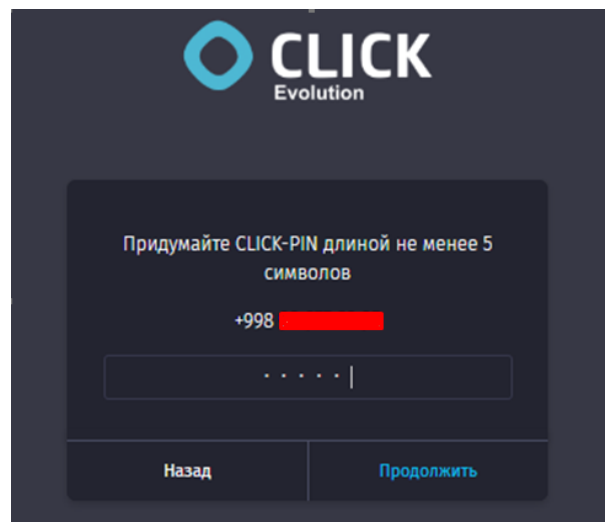 CLICK
Evolution
Придумайте CLICK-PIN длиной не менее 5
символов
+998
Назад
Продолжить